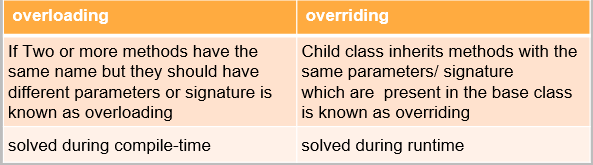 overloading
overriding
If Two or more methods have the
same name but they should have
different parameters or signature is
known as overloading
Child class inherits methods with the
same parameters/ signature
which are  present in the base class
is known as overriding
solved during compile-time
solved during runtime